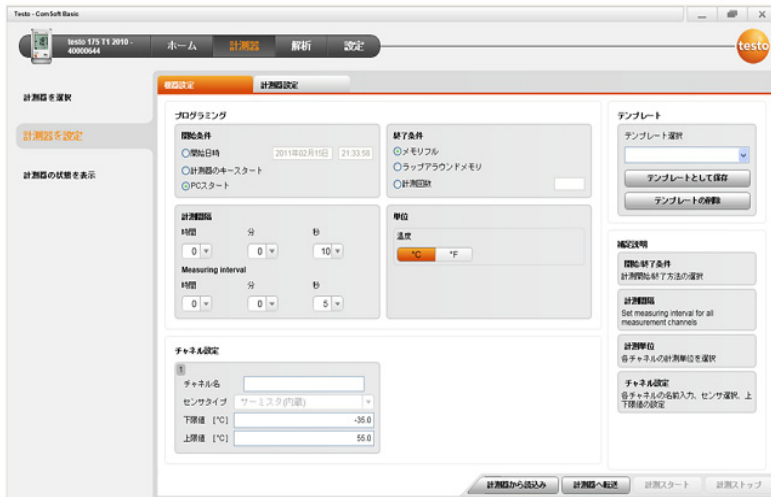 Testo - ComSoft Basic
testo 175 T1 2010 -
40000644
ホーム 計測器 解析 設定
testo
計測器を選択
計測器を設定
計測器の状態を表示
機器設定 計測器設定
プログラミング
開始条件
開始日時 2011年02月15日 21:33:58
計測器のキースタート
PCスタート
終了条件
メモリフル
ラップアラウンドメモリ
計測回数
計測間隔
時間 分 秒
0 0 10
Measuring interval
時間 分 秒
0 0 5
単位
温度
°C °F
チャネル設定
1
チャネル名
センサタイプ サーミスタ(内蔵)
下限値 [°C] -35.0
上限値 [°C] 55.0
テンプレート
テンプレート選択
テンプレートとして保存
テンプレートの削除
補足説明
開始/終了条件
計測開始/終了方法の選択
計測間隔
Set measuring interval for all
measurement channels
計測単位
各チャネルの計測単位を選択
チャネル設定
各チャネルの名前入力、センサ選択、上
下限値の設定
計測器から読込み 計測器へ転送 計測スタート 計測ストップ